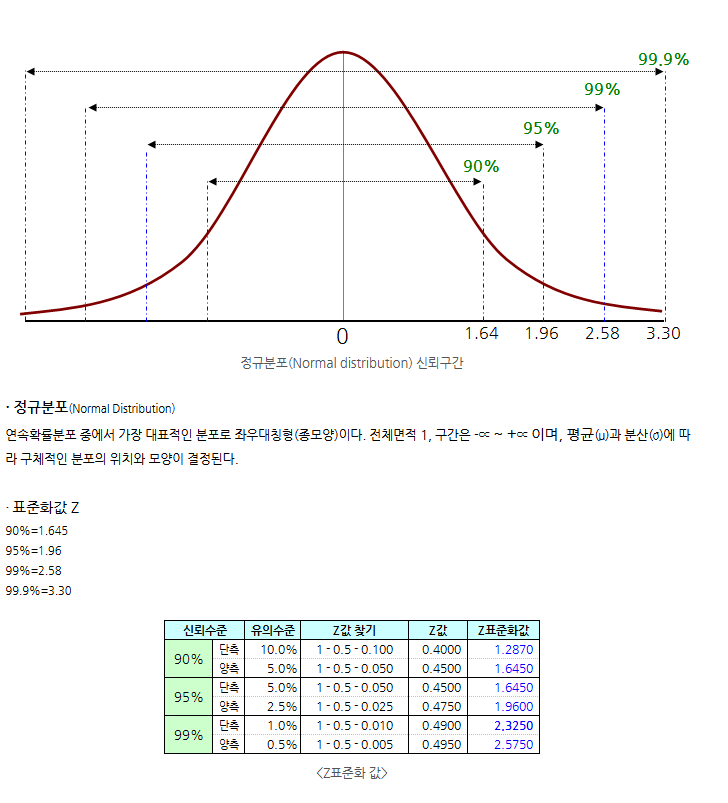 99.9%
99%
95%
90%
0 1.64 1.96 2.58 3.30
정규분포(Normal distribution) 신뢰구간
· 정규분포(Normal Distribution)
연속확률분포 중에서 가장 대표적인 분포로 좌우대칭형(종모양)이다. 전체면적 1, 구간은 -∝ ~ +∝ 이며, 평균(μ)과 분산(σ)에 따
라 구체적인 분포의 위치와 모양이 결정된다.
· 표준화값 Z
90%=1.645
95%=1.96
99%=2.58
99.9%=3.30
신뢰수준 유의수준 Z값 찾기 Z값 Z표준화값
90% 단측 10.0% 1 - 0.5 - 0.100 0.4000 1.2870
양측 5.0% 1 - 0.5 - 0.050 0.4500 1.6450
95% 단측 5.0% 1 - 0.5 - 0.050 0.4500 1.6450
양측 2.5% 1 - 0.5 - 0.025 0.4750 1.9600
99% 단측 1.0% 1 - 0.5 - 0.010 0.4900 2,3250
양측 0.5% 1 - 0.5 - 0.005 0.4950 2.5750
<Z표준화 값>